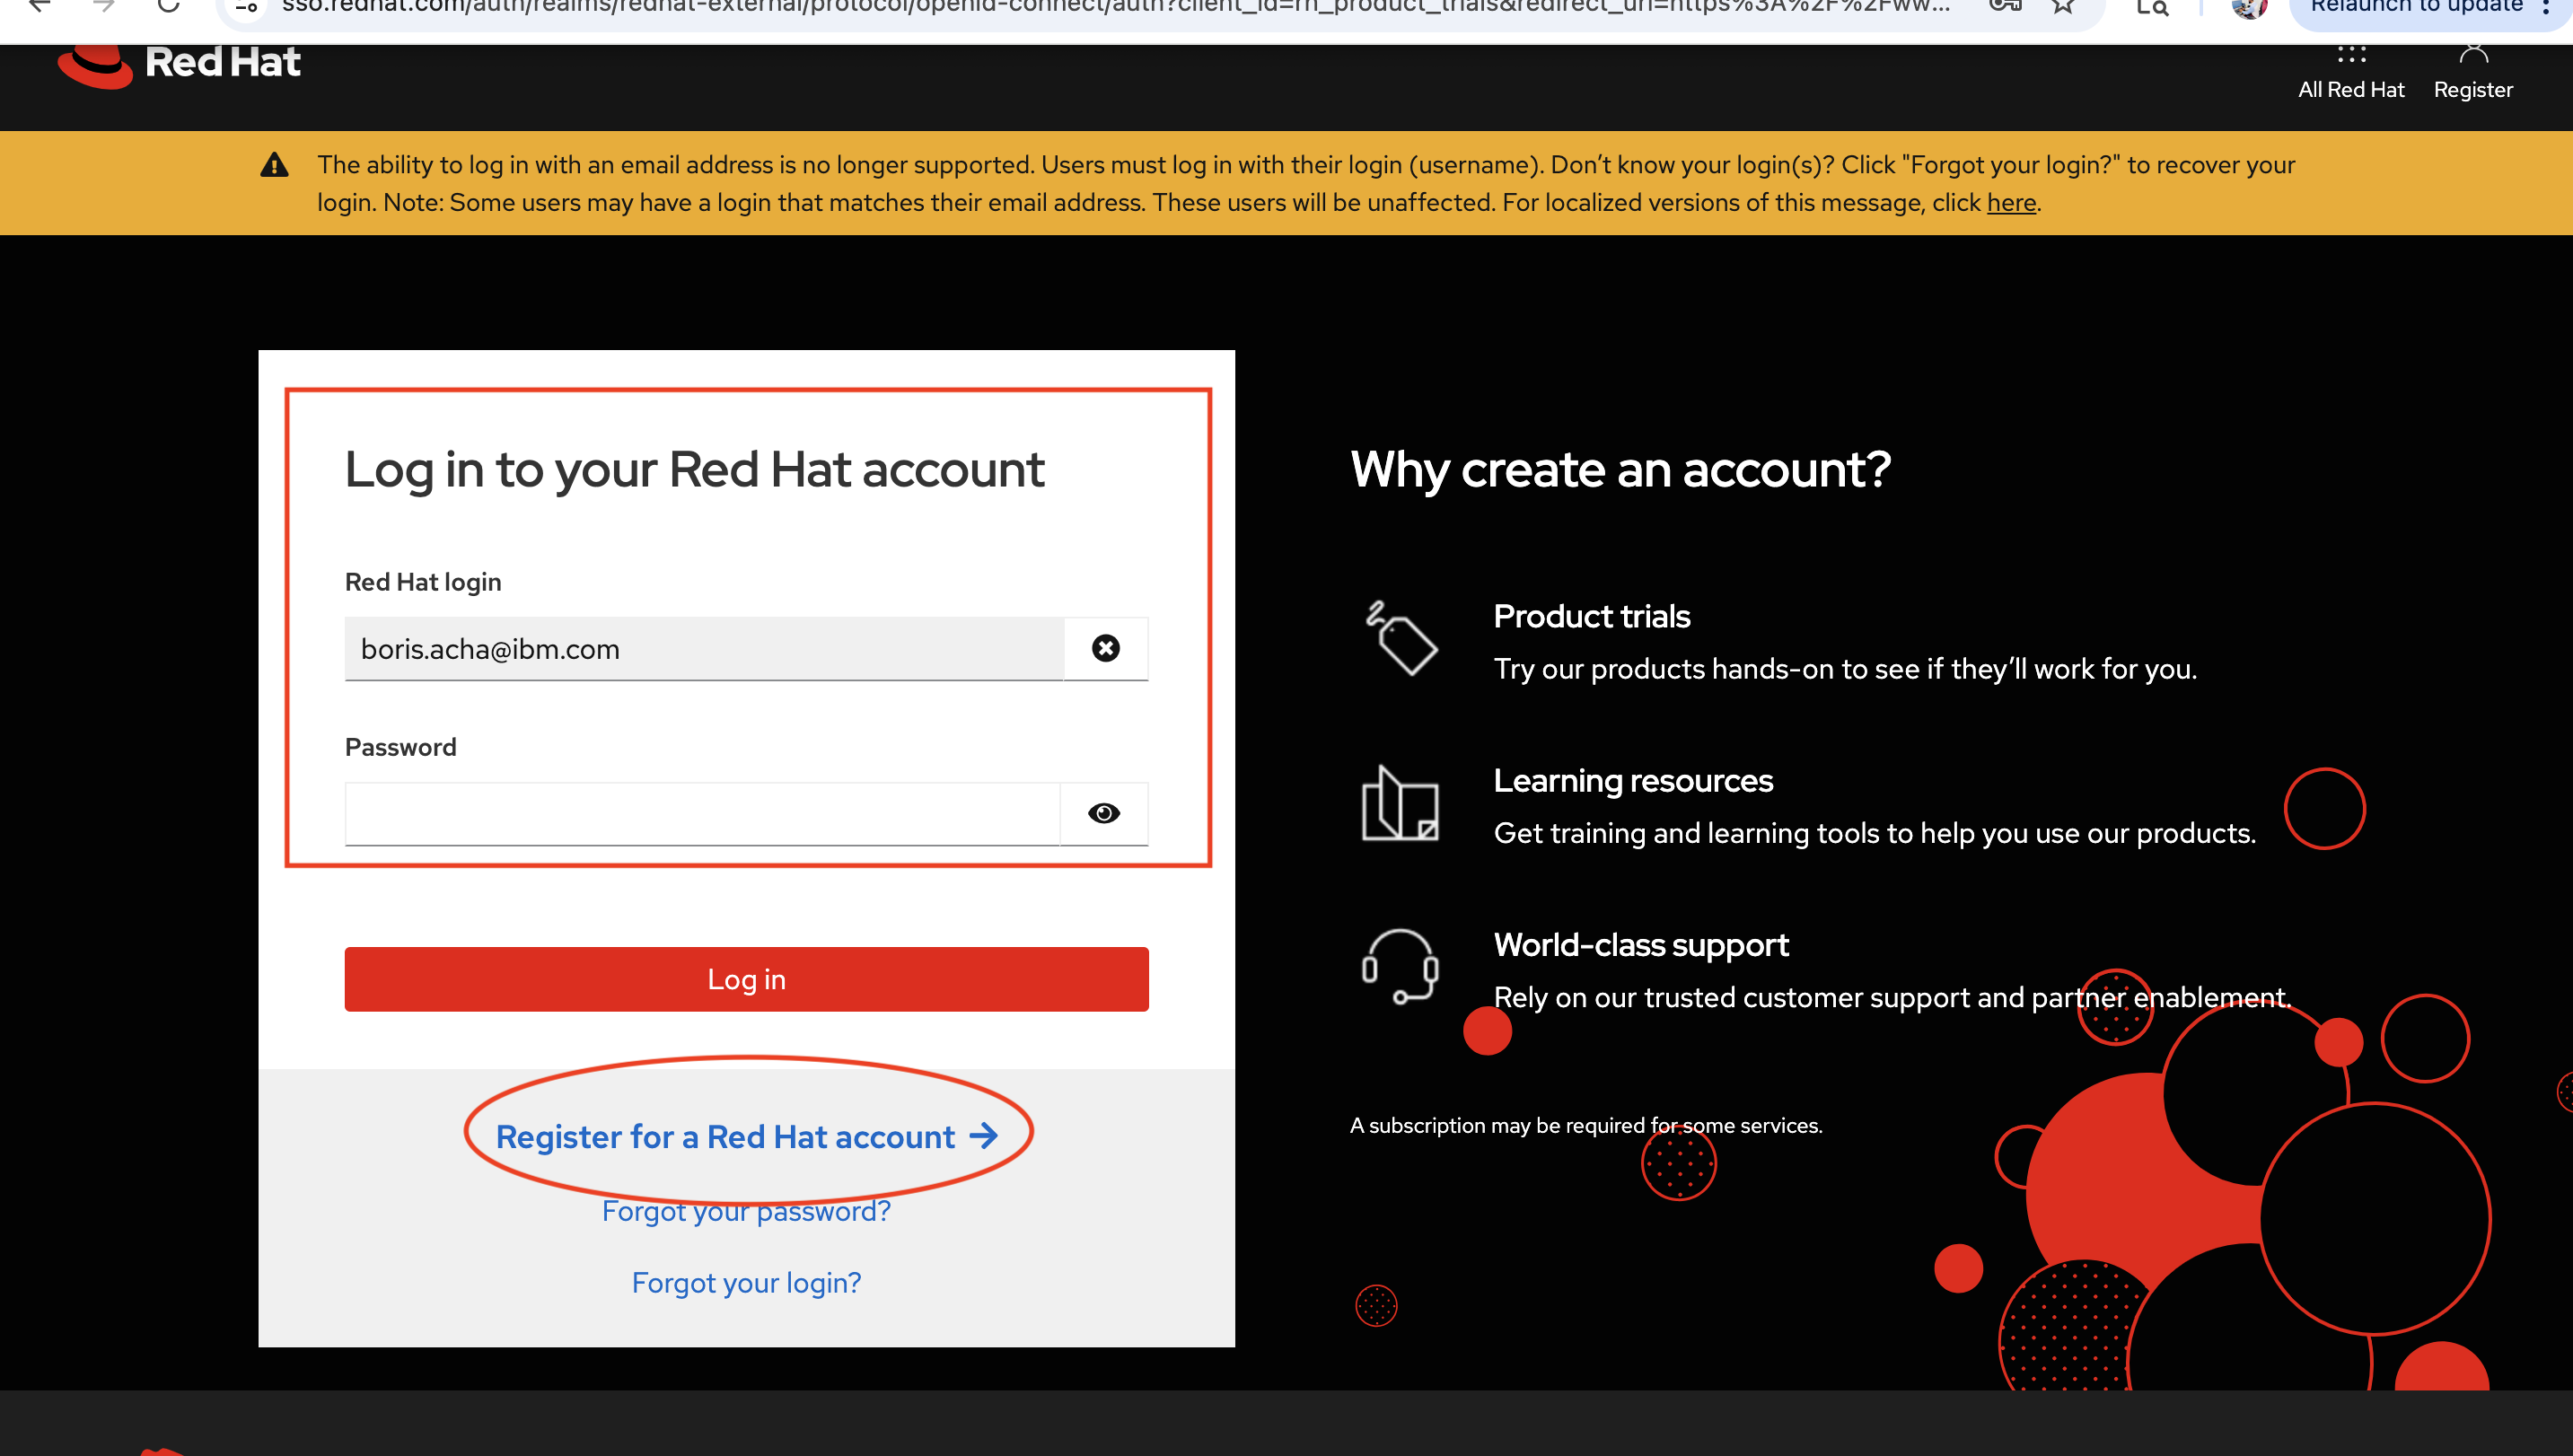 sso.redhat.com/auth/realms/redhat-external/protocol/openid-connect/auth?client_id=rh_product_trials&redirect_uri=https%3A%2F%2Fww...
Relaunch to update
Red Hat
All Red Hat
Register
The ability to log in with an email address is no longer supported. Users must log in with their login (username). Don’t know your login(s)? Click "Forgot your login?" to recover your
login. Note: Some users may have a login that matches their email address. These users will be unaffected. For localized versions of this message, click here.
Log in to your Red Hat account
Red Hat login
boris.acha@ibm.com
Password
Log in
Register for a Red Hat account
Forgot your password?
Forgot your login?
Why create an account?
Product trials
Try our products hands-on to see if they’ll work for you.
Learning resources
Get training and learning tools to help you use our products.
World-class support
Rely on our trusted customer support and partner enablement.
A subscription may be required for some services.